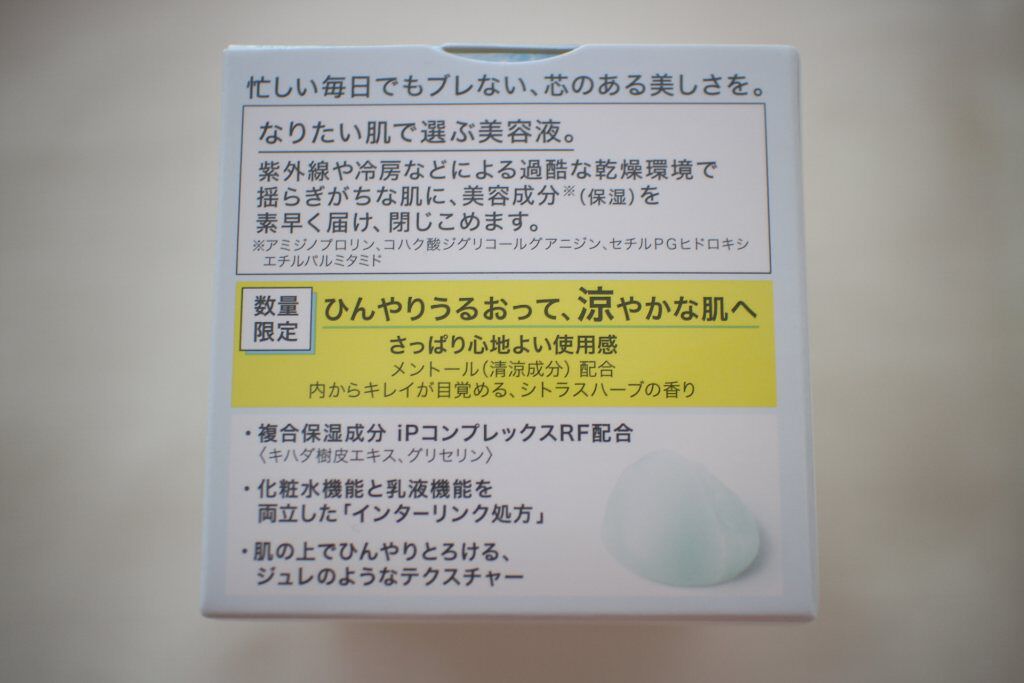 忙しい毎日でもブレない、芯のある美しさを。
なりたい肌で選ぶ美容液。
紫外線や冷房などによる過酷な乾燥環境で
揺らぎがちな肌に、美容成分※(保湿)を
素早く届け、閉じこめます。
※アミジノプロリン、コハク酸ジグリコールグアニジン、セチルPGヒドロキシ
エチルパルミタミド
数量
限定
ひんやりうるおって、涼やかな肌へ
さっぱり心地よい使用感
メントール(清涼成分) 配合
内からキレイが目覚める、シトラスハーブの香り
・複合保湿成分 iPコンプレックスRF配合
〈キハダ樹皮エキス、グリセリン〉
・化粧水機能と乳液機能を
両立した「インターリンク処方」
・肌の上でひんやりとろける、
ジュレのようなテクスチャー